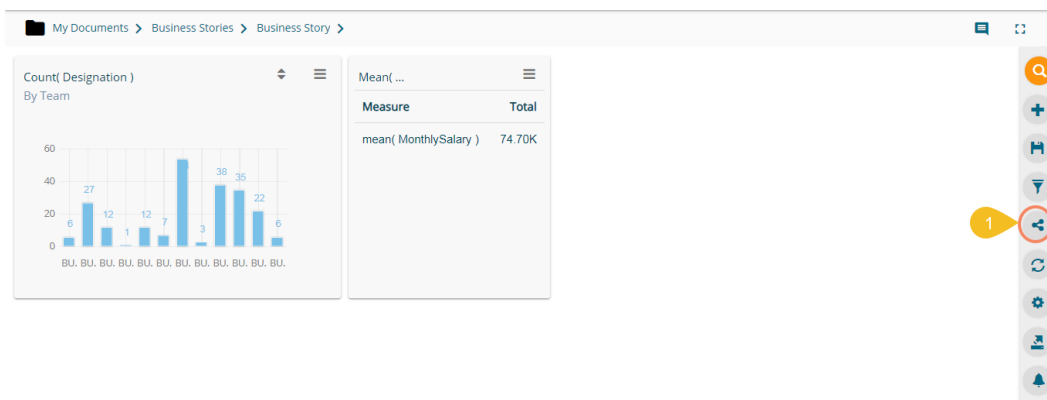 My Documents > Business Stories > Business Story >
Count( Designation )
By Team
60
40
20
0
6
27
12
1
12
7
3
38
35
22
6
BU. BU. BU. BU. BU. BU. BU. BU. BU. BU. BU. BU.
Mean( ...
Measure Total
mean( MonthlySalary ) 74.70K
1